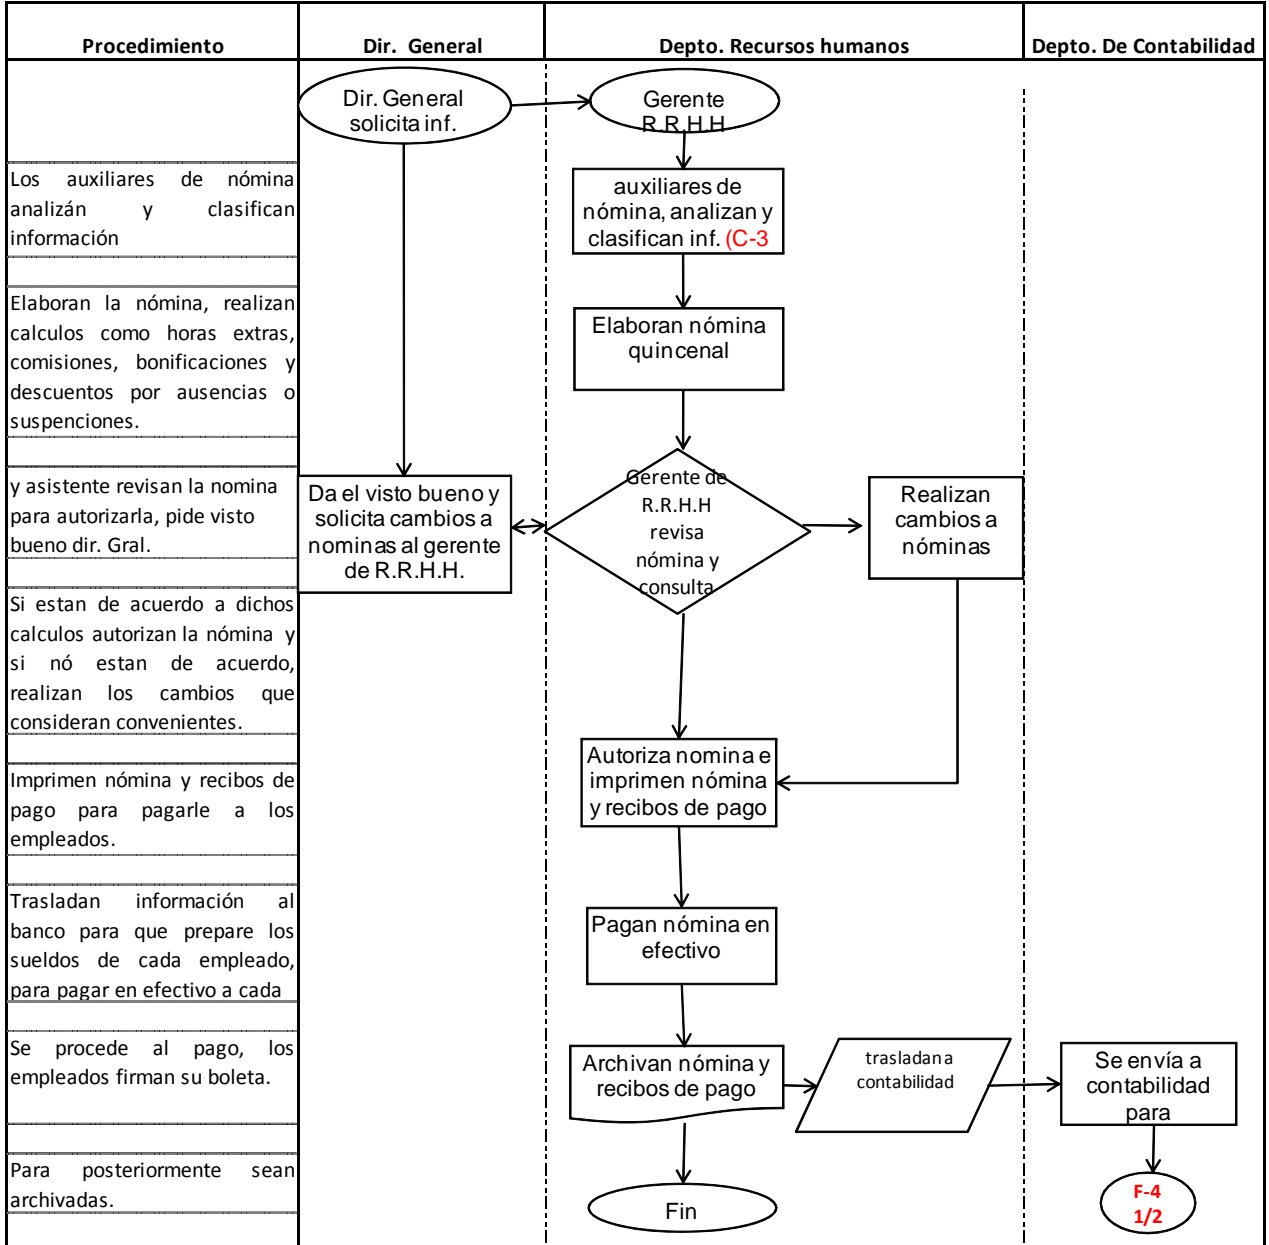 Procedimiento
Dir. General
Depto. Recursos humanos
Depto. De Contabilidad
Dir. General
solicita inf.
Gerente
R.R.H.H
Los auxiliares de nómina
analizán y clasifican
información
auxiliares de
nómina, analizan y
clasifican inf. (C-3
Elaboran la nómina, realizan
calculos como horas extras,
comisiones, bonificaciones y
descuentos por ausencias o
suspenciones.
Elaboran nómina
quincenal
y asistente revisan la nomina
para autorizarla, pide visto
bueno dir. Gral.
Da el visto bueno y
solicita cambios a
nominas al gerente
de R.R.H.H.
Gerente de
R.R.H.H
revisa
nómina y
consulta
Realizan
cambios a
nóminas
Si estan de acuerdo a dichos
calculos autorizan la nómina y
si nó estan de acuerdo,
realizan los cambios que
consideran convenientes.
Imprimen nómina y recibos de
pago para pagarle a los
empleados.
Autoriza nomina e
imprimen nómina
y recibos de pago
Trasladan información al
banco para que prepare los
sueldos de cada empleado,
para pagar en efectivo a cada
Pagan nómina en
efectivo
Se procede al pago, los
empleados firman su boleta.
Archivan nómina y
recibos de pago
trasladan a
contabilidad
Se envía a
contabilidad
para
Para posteriormente sean
archivadas.
Fin
F-4
1/2